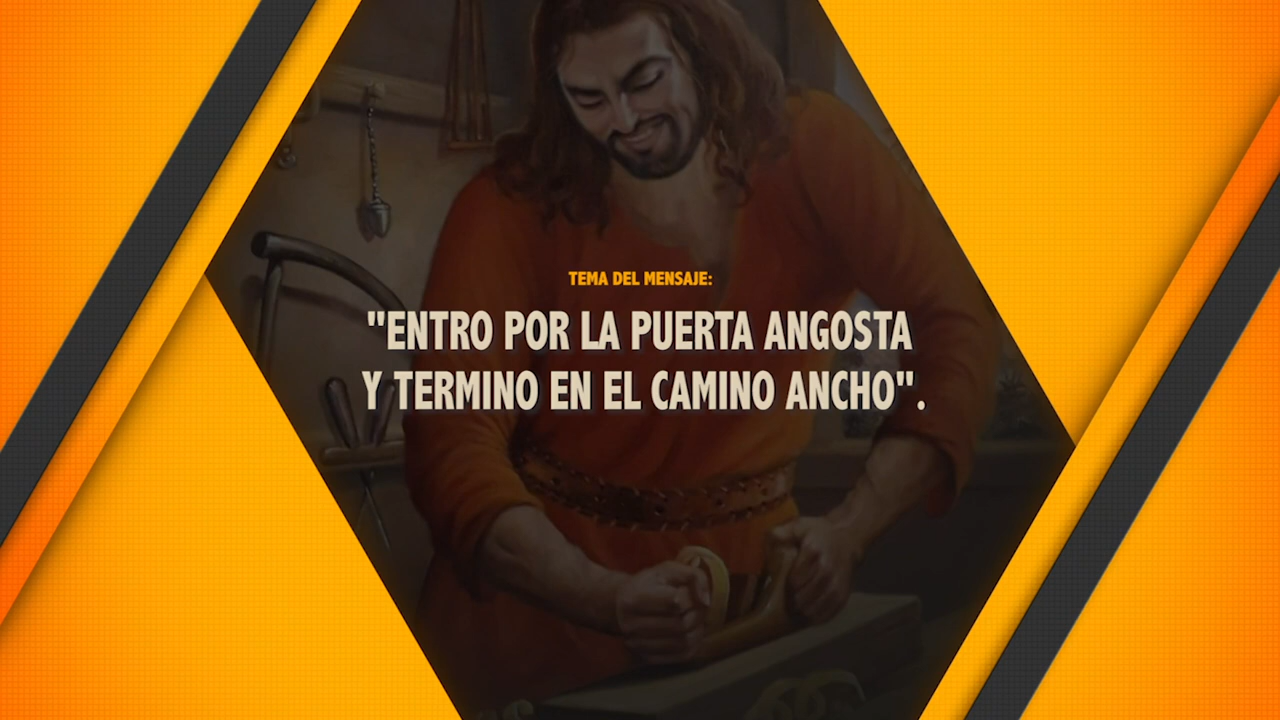 TEMA DEL MENSAJE:
"ENTRO POR LA PUERTA ANGOSTA
Y TERMINO EN EL CAMINO ANCHO".